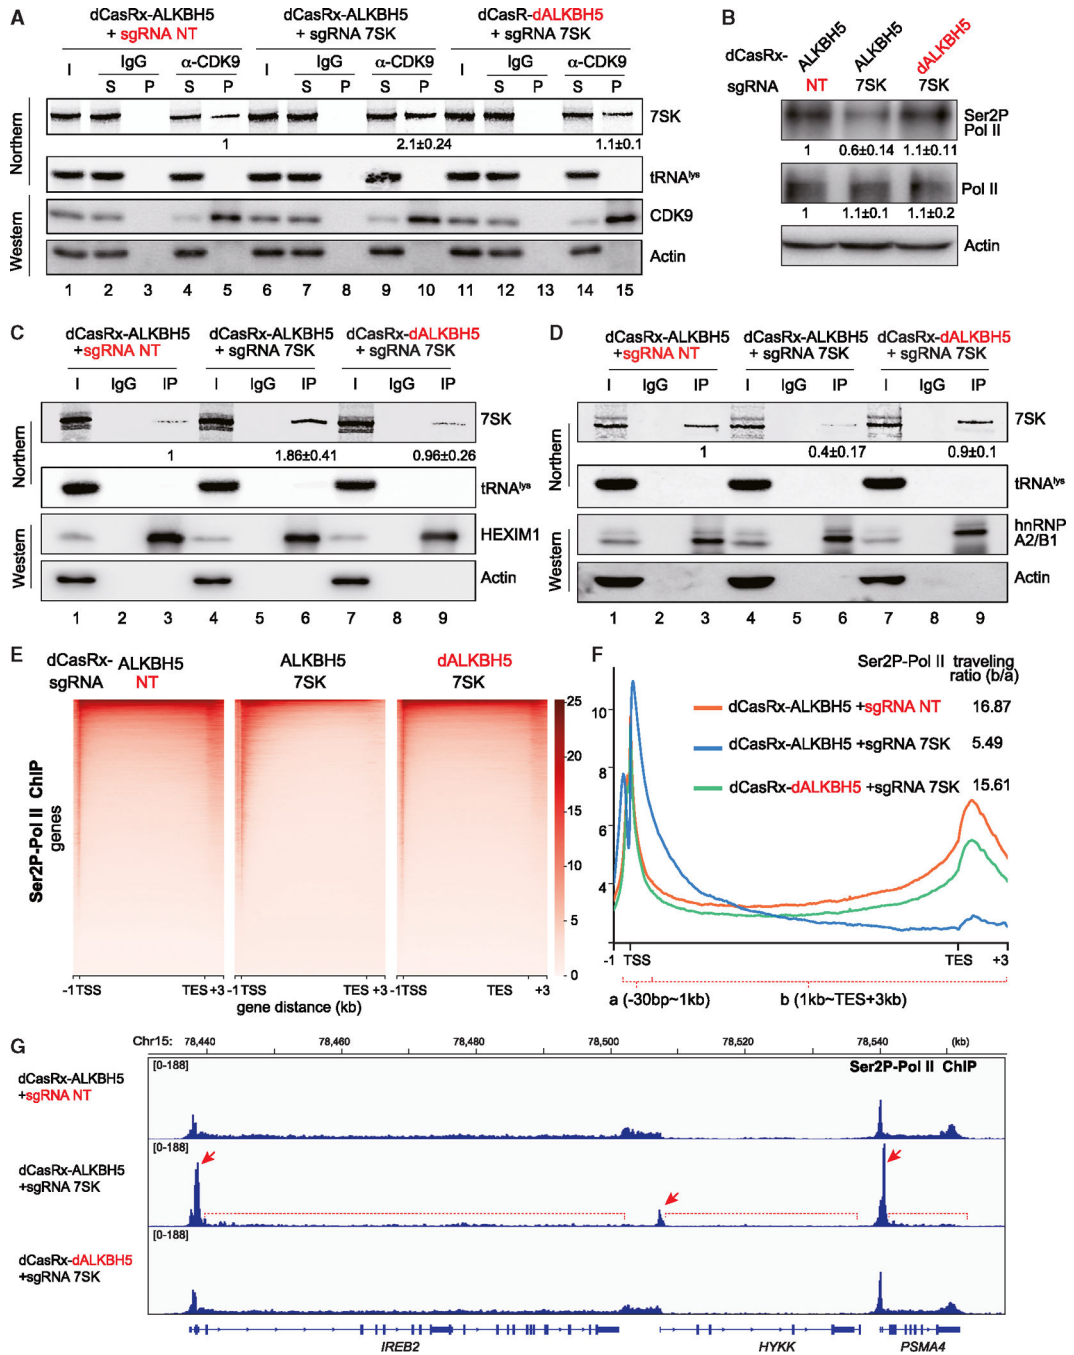 A
dCasRx-ALKBH5
+ sgRNA NT
dCasRx-ALKBH5
+ sgRNA 7SK
dCasR-dALKBH5
+ sgRNA 7SK
I IgG α-CDK9 I IgG α-CDK9 I IgG α-CDK9
S P S P S P S P S P S P
Northern
7SK
1 2.1±0.24 1.1±0.1
tRNAlys
Western
CDK9
Actin
1 2 3 4 5 6 7 8 9 10 11 12 13 14 15
B
dCasRx- ALKBH5 ALKBH5 dALKBH5
sgRNA NT 7SK 7SK
Ser2P
Pol II
1 0.6±0.14 1.1±0.11
Pol II
1 1.1±0.1 1.1±0.2
Actin
C
dCasRx-ALKBH5
+sgRNA NT
dCasRx-ALKBH5
+ sgRNA 7SK
dCasRx-dALKBH5
+ sgRNA 7SK
I IgG IP I IgG IP I IgG IP
Northern
7SK
1 1.86±0.41 0.96±0.26
tRNAlys
Western
HEXIM1
Actin
1 2 3 4 5 6 7 8 9
D
dCasRx-ALKBH5
+sgRNA NT
dCasRx-ALKBH5
+ sgRNA 7SK
dCasRx-dALKBH5
+ sgRNA 7SK
I IgG IP I IgG IP I IgG IP
Northern
7SK
1 0.4±0.17 0.9±0.1
tRNAlys
Western
hnRNP
A2/B1
Actin
1 2 3 4 5 6 7 8 9
E
dCasRx- ALKBH5 ALKBH5 dALKBH5
sgRNA NT 7SK 7SK
Ser2P-Pol II ChIP
genes
25
20
15
10
5
0
-1TSS TES+3 -1TSS TES+3 -1TSS TES +3
gene distance (kb)
F
Ser2P-Pol II traveling
ratio (b/a)
dCasRx-ALKBH5 +sgRNA NT 16.87
dCasRx-ALKBH5 +sgRNA 7SK 5.49
dCasRx-dALKBH5 +sgRNA 7SK 15.61
10
8
6
4
-1 TSS TES +3
a (-30bp~1kb) b (1kb~TES+3kb)
G
Chr15: 78,440 78,460 78,480 78,500 78,520 78,540 (kb)
Ser2P-Pol II ChIP
[0-188]
dCasRx-ALKBH5
+sgRNA NT
[0-188]
dCasRx-ALKBH5
+sgRNA 7SK
[0-188]
dCasRx-dALKBH5
+sgRNA 7SK
IREB2 HYKK PSMA4